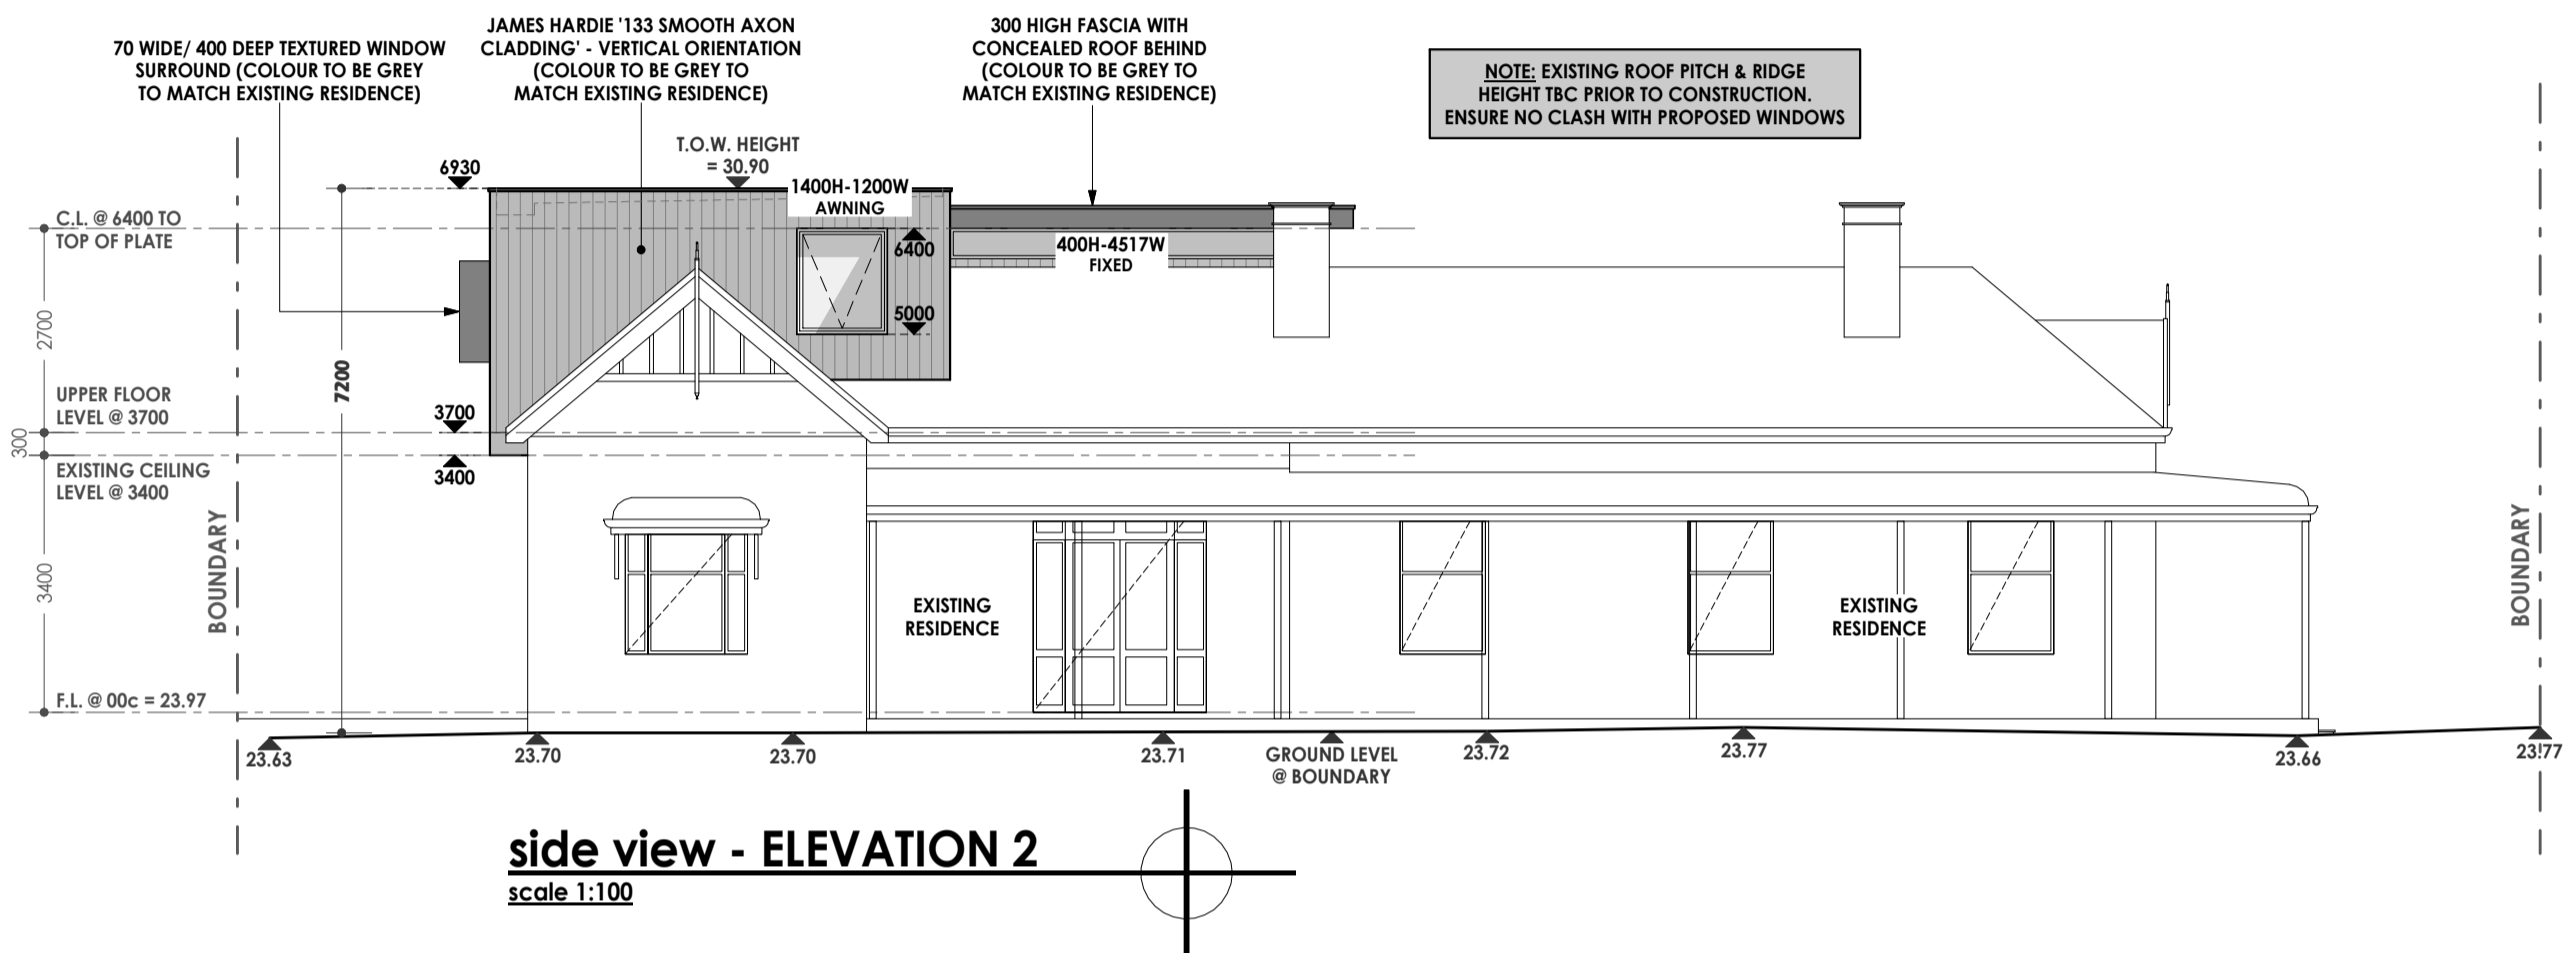 70 WIDE/ 400 DEEP TEXTURED WINDOW
SURROUND (COLOUR TO BE GREY
TO MATCH EXISTING RESIDENCE)
JAMES HARDIE '133 SMOOTH AXON
CLADDING' - VERTICAL ORIENTATION
(COLOUR TO BE GREY TO
MATCH EXISTING RESIDENCE)
300 HIGH FASCIA WITH
CONCEALED ROOF BEHIND
(COLOUR TO BE GREY TO
MATCH EXISTING RESIDENCE)
NOTE: EXISTING ROOF PITCH & RIDGE
HEIGHT TBC PRIOR TO CONSTRUCTION.
ENSURE NO CLASH WITH PROPOSED WINDOWS
T.O.W. HEIGHT
= 30.90
6930
1400H-1200W
AWNING
C.L. @ 6400 TO
TOP OF PLATE
6400
400H-4517W
FIXED
5000
2700
7200
UPPER FLOOR
LEVEL @ 3700
3700
300
EXISTING CEILING
LEVEL @ 3400
3400
3400
BOUNDARY
BOUNDARY
EXISTING
RESIDENCE
EXISTING
RESIDENCE
F.L. @ 00c = 23.97
23.63
23.70
23.70
23.71
GROUND LEVEL
@ BOUNDARY
23.72
23.77
23.66
23.77
side view - ELEVATION 2
scale 1:100